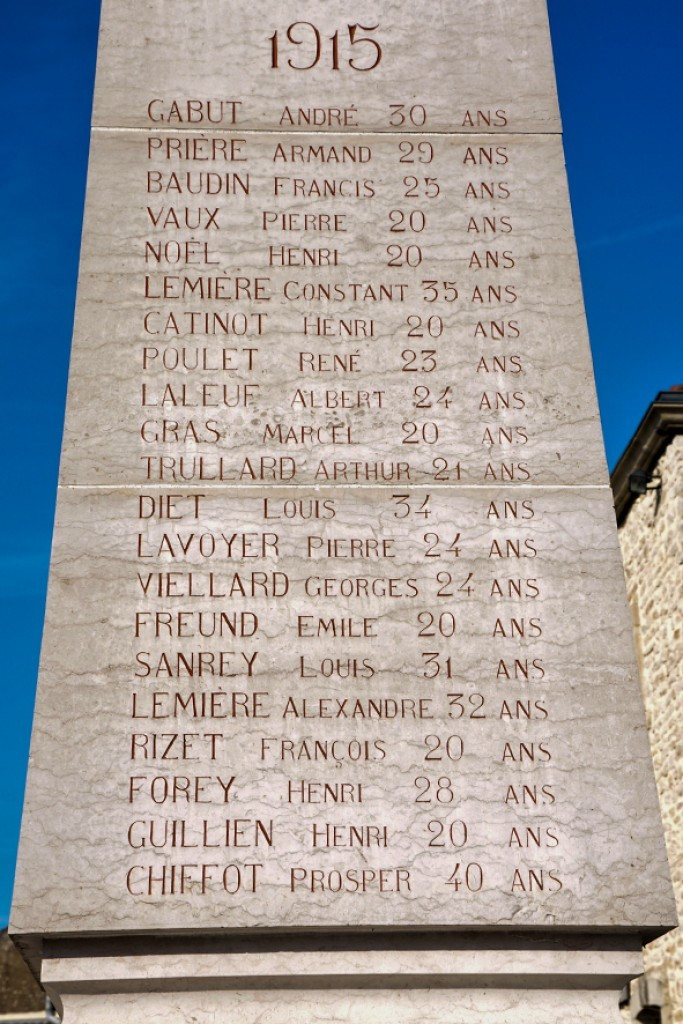 1915
GABUT ANDRÉ 30 ANS
PRIÈRE ARMAND 29 ANS
BAUDIN FRANCIS 25 ANS
VAUX PIERRE 20 ANS
NOËL HENRI 20 ANS
LEMIERE CONSTANT 35 ANS
CATINOT HENRI 20 ANS
POULET RENÉ 23 ANS
LALEUF ALBERT 24 ANS
GRAS MARCEL 20 ANS
TRULLARD ARTHUR 21 ANS
DIET LOUIS 34 ANS
LAVOYER PIERRE 24 ANS
VIELLARD GEORGES 24 ANS
FREUND EMILE 20 ANS
SANREY LOUIS 31 ANS
LEMIÈRE ALEXANDRE 32 ANS
RIZET FRANÇOIS 20 ANS
FOREY HENRI 28 ANS
GUILLIEN HENRI 20 ANS
CHIFFOT PROSPER 40 ANS